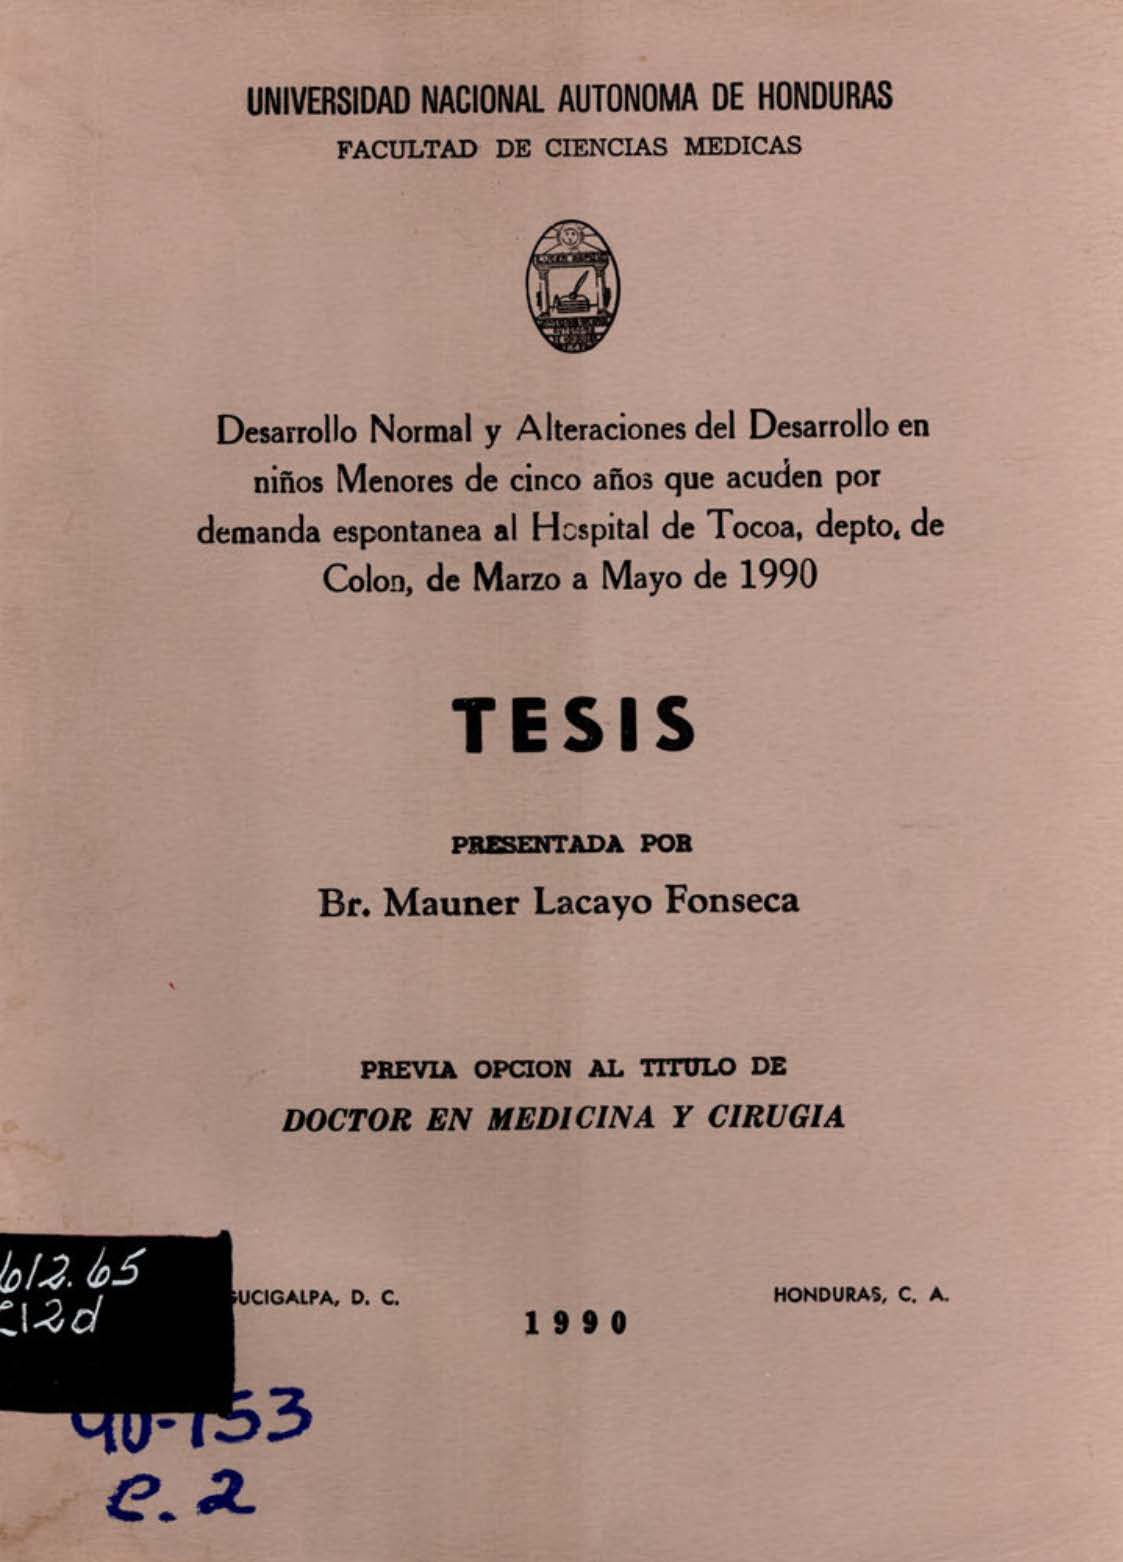 UNIVERSIDAD NACIONAL AUTONOMA DE HONDURAS
FACULTAD DE CIENCIAS MEDICAS
Desarrollo Normal y Alteraciones del Desarrollo en
niños Menores de cinco años que acuden por
demanda espontanea al Hospital de Tocoa, depto. de
Colon, de Marzo a Mayo de 1990
TESIS
PRESENTADA POR
Br. Mauner Lacayo Fonseca
PREVIA OPCION AL TITULO DE
DOCTOR EN MEDICINA Y CIRUGIA
612.65
L12d
GUCIGALPA, D. C.
HONDURAS, C. A.
1990
90-153
c. 2